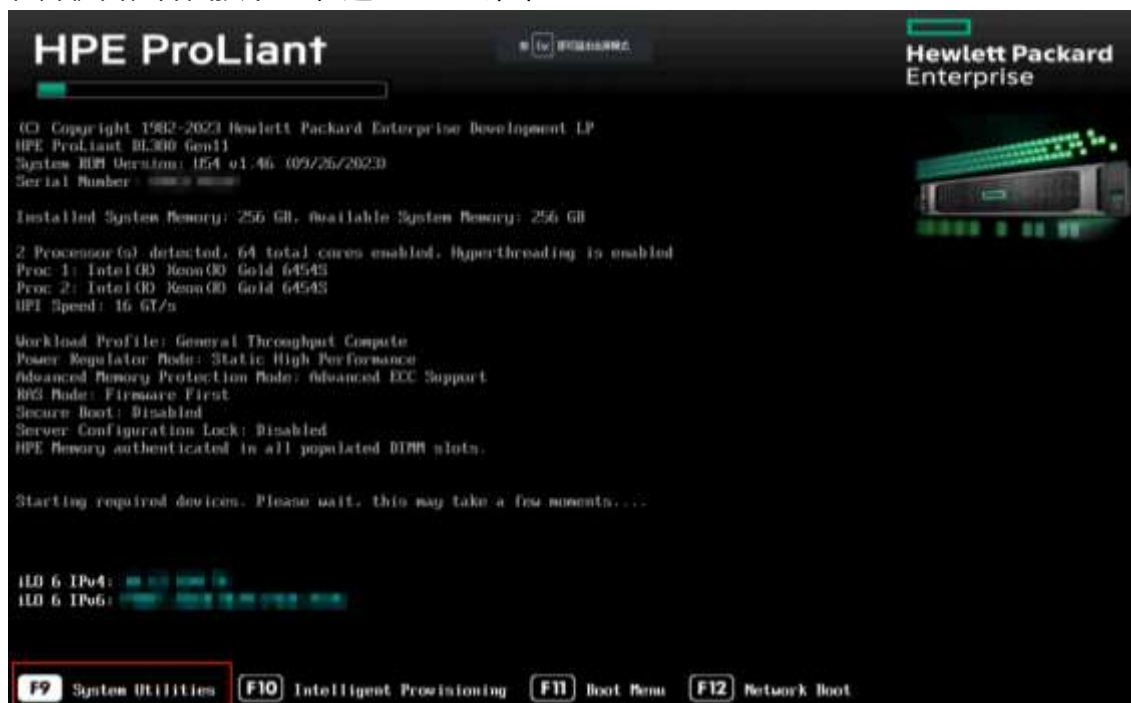 HPE ProLiant
Hewlett Packard
Enterprise
(C) Copyright 1982-2023 Hewlett Packard Enterprise Development LP
HPE ProLiant DL380 Gen11
System ROM Version: U54 v1.46 (09/26/2023)
Serial Number:
Installed System Memory: 256 GB, Available System Memory: 256 GB
2 Processor(s) detected, 64 total cores enabled, Hyperthreading is enabled
Proc 1: Intel(R) Xeon(R) Gold 6454S
Proc 2: Intel(R) Xeon(R) Gold 6454S
UPI Speed: 16 GT/s
Workload Profile: General Throughput Compute
Power Regulator Mode: Static High Performance
Advanced Memory Protection Mode: Advanced ECC Support
RAS Mode: Firmware First
Secure Boot: Disabled
Server Configuration Lock: Disabled
HPE Memory authenticated in all populated DIMM slots.
Starting required devices. Please wait, this may take a few moments....
iLO 6 IPv4:
iLO 6 IPv6:
F9 System Utilities F10 Intelligent Provisioning F11 Boot Menu F12 Network Boot